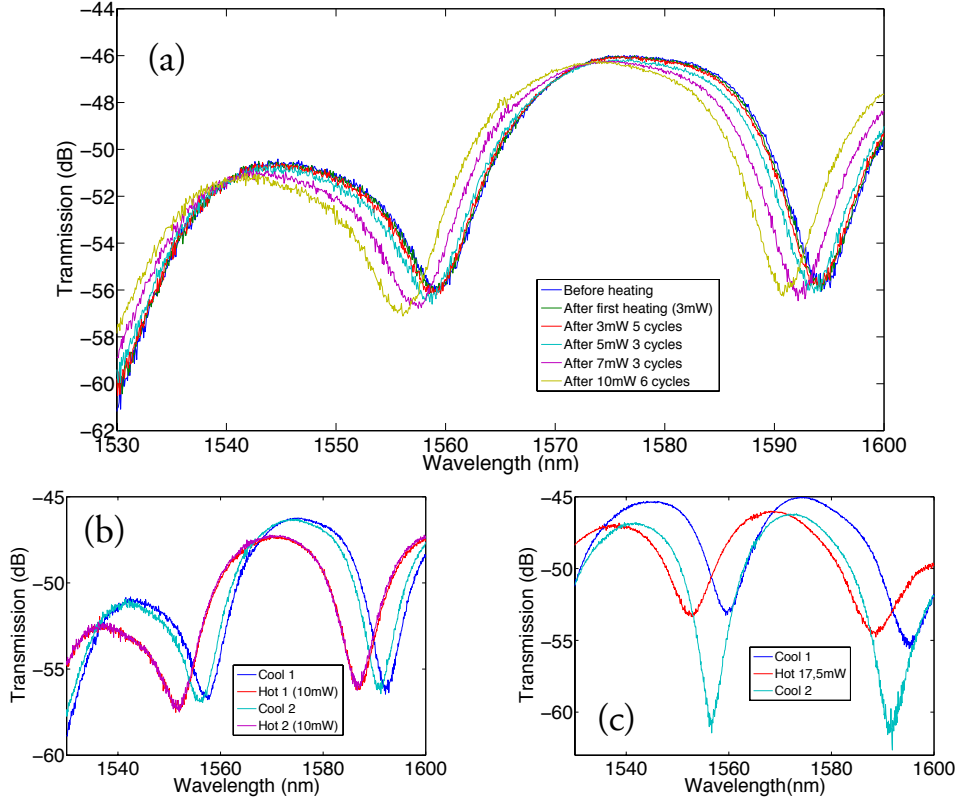 (a)
−44
−46
−48
−50
−52
−54
−56
−58
−60
−62
Tranmission (dB)
1530 1540 1550 1560 1570 1580 1590 1600
Wavelength (nm)
Before heating
After first heating (3mW)
After 3mW 5 cycles
After 5mW 3 cycles
After 7mW 3 cycles
After 10mW 6 cycles
(b)
−45
−50
−55
−60
Transmission (dB)
1540 1560 1580 1600
Wavelength (nm)
Cool 1
Hot 1 (10mW)
Cool 2
Hot 2 (10mW)
(c)
−45
−50
−55
−60
Transmission (dB)
1540 1560 1580 1600
Wavelength(nm)
Cool 1
Hot 17,5mW
Cool 2